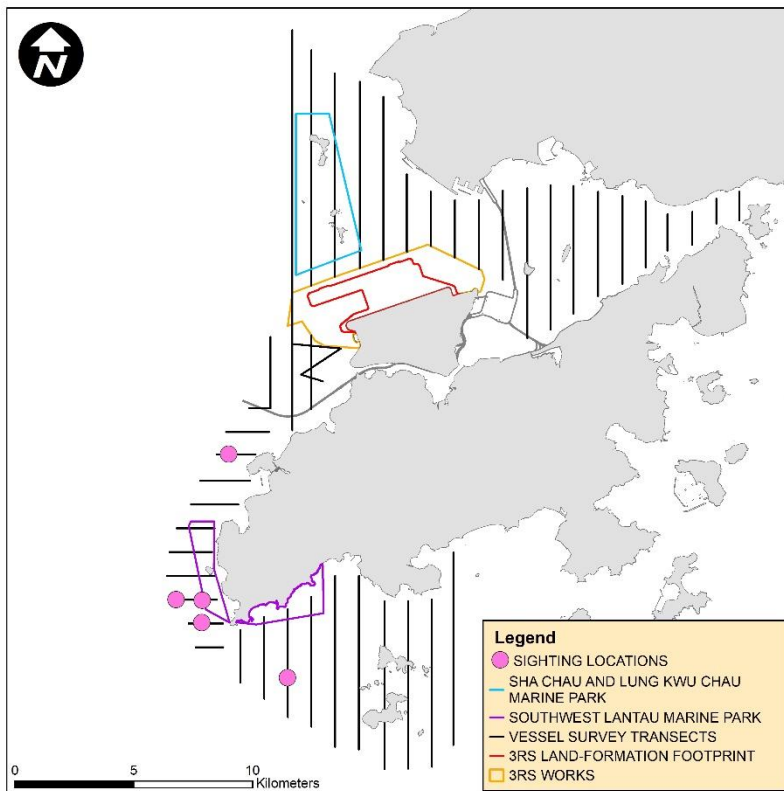 N
Legend
SIGHTING LOCATIONS
SHA CHAU AND LUNG KWU CHAU
MARINE PARK
SOUTHWEST LANTAU MARINE PARK
VESSEL SURVEY TRANSECTS
3RS LAND-FORMATION FOOTPRINT
3RS WORKS
0 5 10
Kilometers